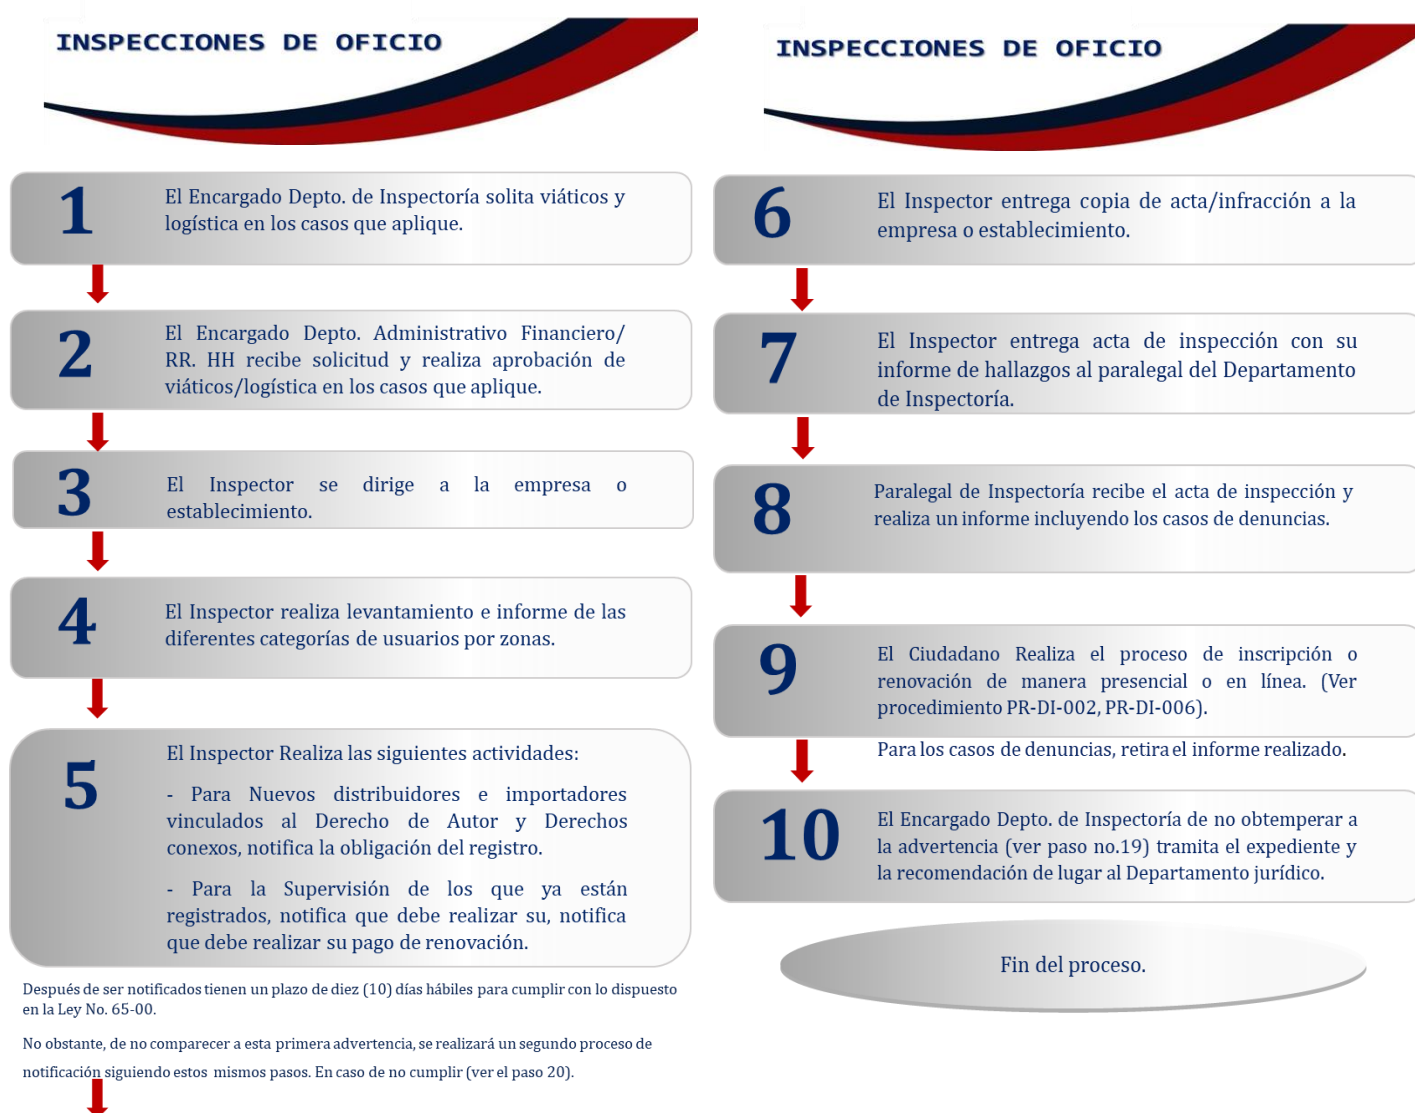 INSPECCIONES DE OFICIO
1
El Encargado Depto. de Inspectoría solita viáticos y
logística en los casos que aplique.
2
El Encargado Depto. Administrativo Financiero/
RR. HH recibe solicitud y realiza aprobación de
viáticos/logística en los casos que aplique.
3
El Inspector se dirige a la empresa o
establecimiento.
4
El Inspector realiza levantamiento e informe de las
diferentes categorías de usuarios por zonas.
5
El Inspector Realiza las siguientes actividades:
- Para Nuevos distribuidores e importadores
vinculados al Derecho de Autor y Derechos
conexos, notifica la obligación del registro.
- Para la Supervisión de los que ya están
registrados, notifica que debe realizar su, notifica
que debe realizar su pago de renovación.
Después de ser notificados tienen un plazo de diez (10) días hábiles para cumplir con lo dispuesto
en la Ley No. 65-00.
No obstante, de no comparecer a esta primera advertencia, se realizará un segundo proceso de
notificación siguiendo estos mismos pasos. En caso de no cumplir (ver el paso 20).
INSPECCIONES DE OFICIO
6
El Inspector entrega copia de acta/infracción a la
empresa o establecimiento.
7
El Inspector entrega acta de inspección con su
informe de hallazgos al paralegal del Departamento
de Inspectoría.
8
Paralegal de Inspectoría recibe el acta de inspección y
realiza un informe incluyendo los casos de denuncias.
9
El Ciudadano Realiza el proceso de inscripción o
renovación de manera presencial o en línea. (Ver
procedimiento PR-DI-002, PR-DI-006).
Para los casos de denuncias, retira el informe realizado.
10
El Encargado Depto. de Inspectoría de no obtemperar a
la advertencia (ver paso no.19) tramita el expediente y
la recomendación de lugar al Departamento jurídico.
Fin del proceso.